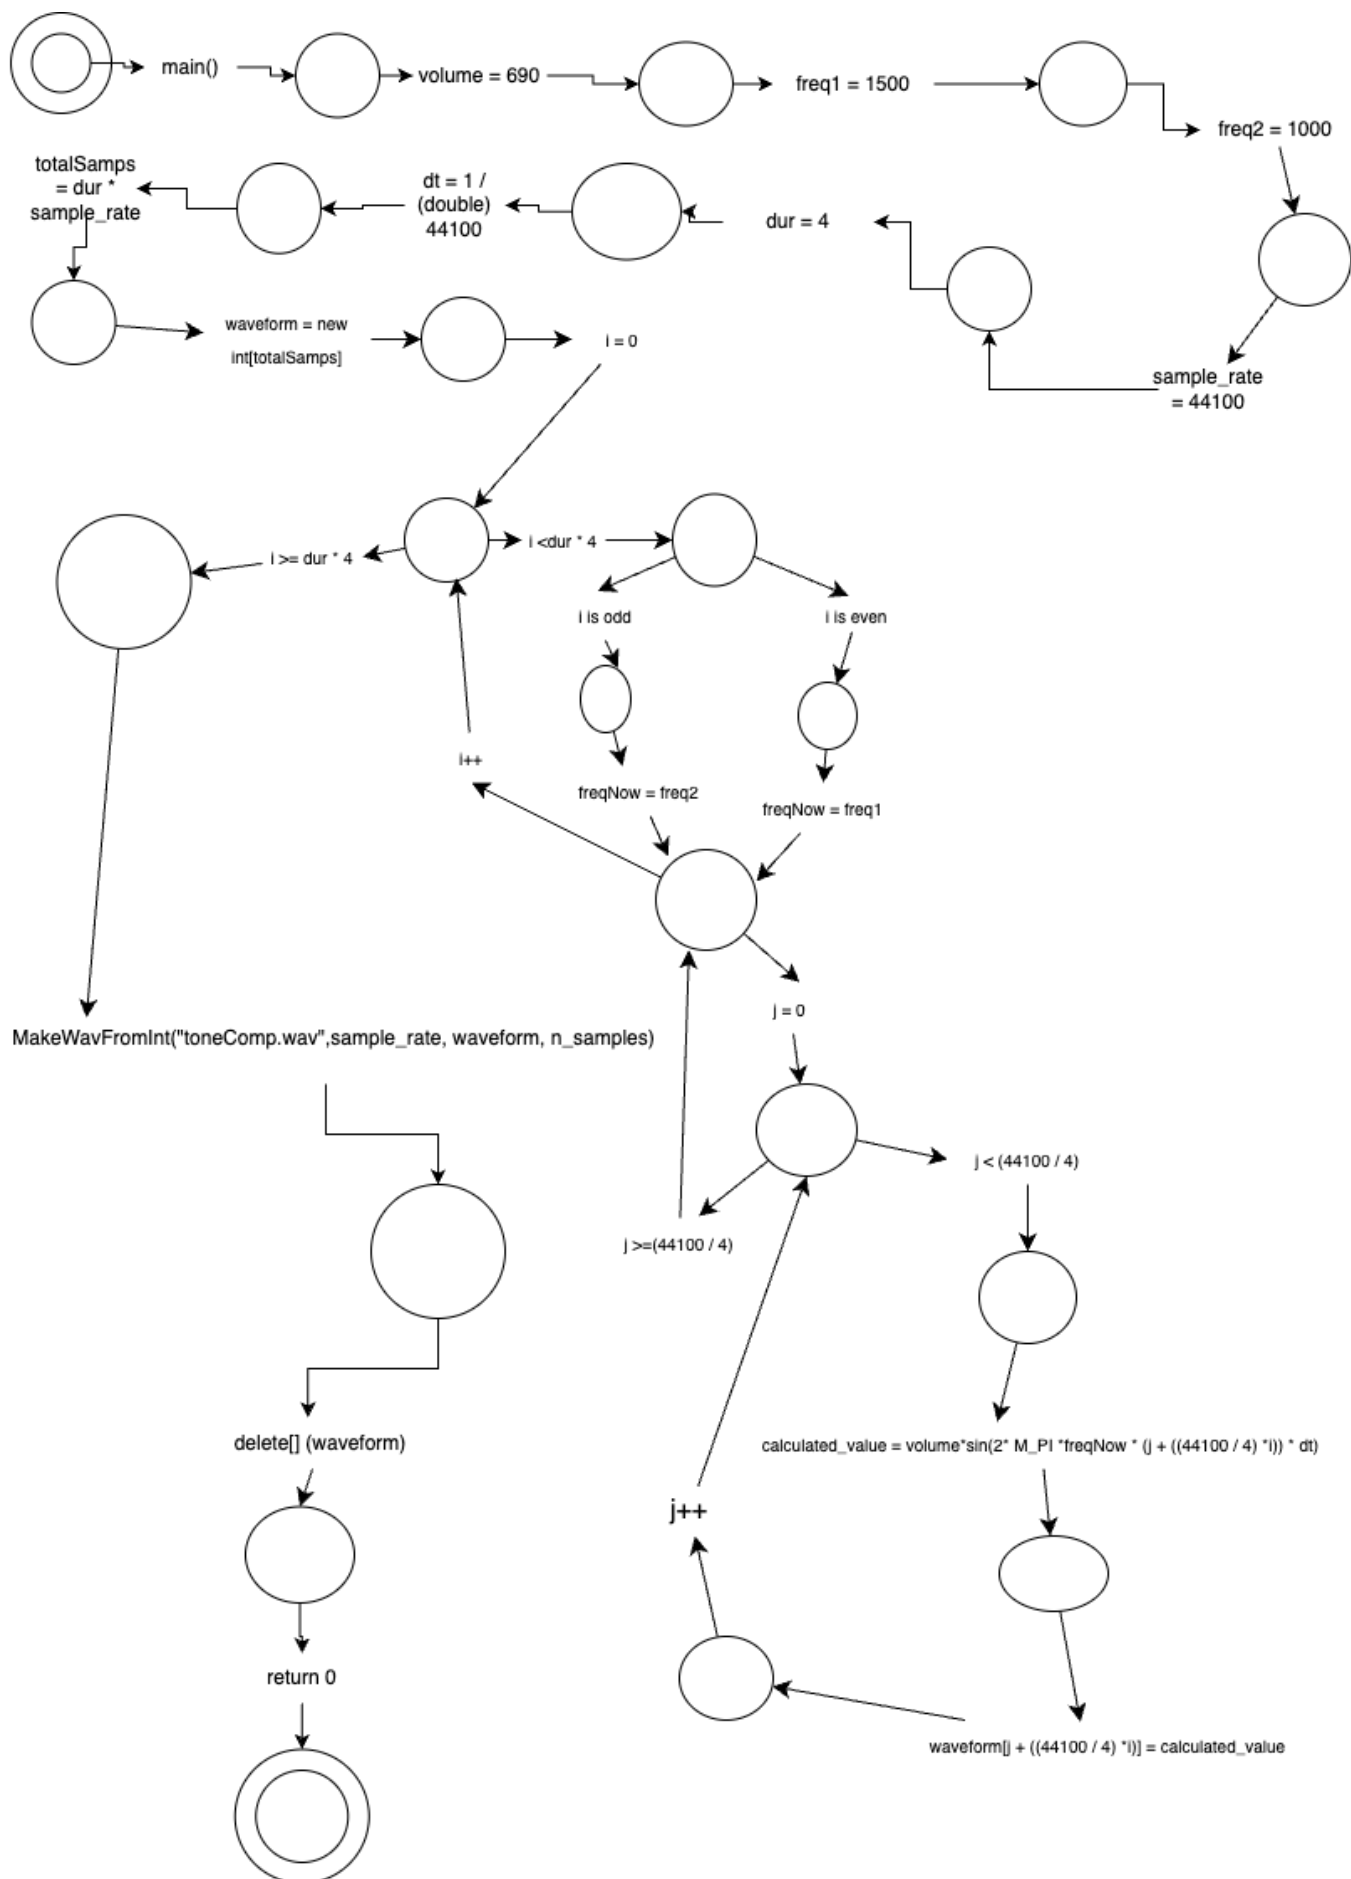 main()
volume = 690
freq1 = 1500
freq2 = 1000
sample_rate
= 44100
dur = 4
dt = 1 /
(double)
44100
totalSamps
= dur *
sample_rate
waveform = new
int[totalSamps]
i = 0
i >= dur * 4
i <dur * 4
i is odd
i is even
freqNow = freq2
freqNow = freq1
i++
j = 0
j < (44100 / 4)
j >=(44100 / 4)
calculated_value = volume*sin(2* M_PI *freqNow * (j + ((44100 / 4) *i)) * dt)
waveform[j + ((44100 / 4) *i)] = calculated_value
j++
MakeWavFromInt("toneComp.wav",sample_rate, waveform, n_samples)
delete[] (waveform)
return 0